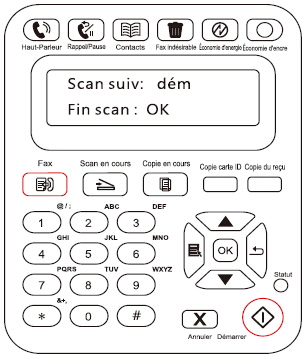 Haut-Parleur Rappel/Pause Contacts Fax indésirable Économie d'énergie Économie d'encre
Scan suiv: dém
Fin scan : OK
Fax Scan en cours Copie en cours Copie carte ID Copie du reçu
@ / : ABC DEF
1 2 3
GHI JKL MNO
4 5 6 OK
PQRS TUV WXYZ
7 8 9 Statut
&+,
* 0 # X
Annuler Démarrer